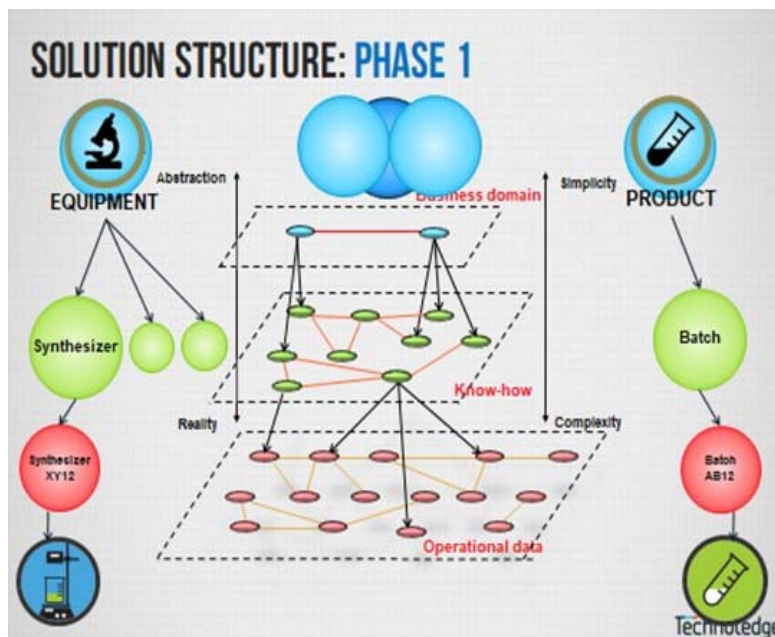 SOLUTION STRUCTURE: PHASE 1
EQUIPMENT
Abstraction
Business domain
Simplicity
PRODUCT
Synthesizer
Batch
Know-how
Reality
Complexity
Synthesizer
XY12
Batch
AB12
Operational data
Technoledge